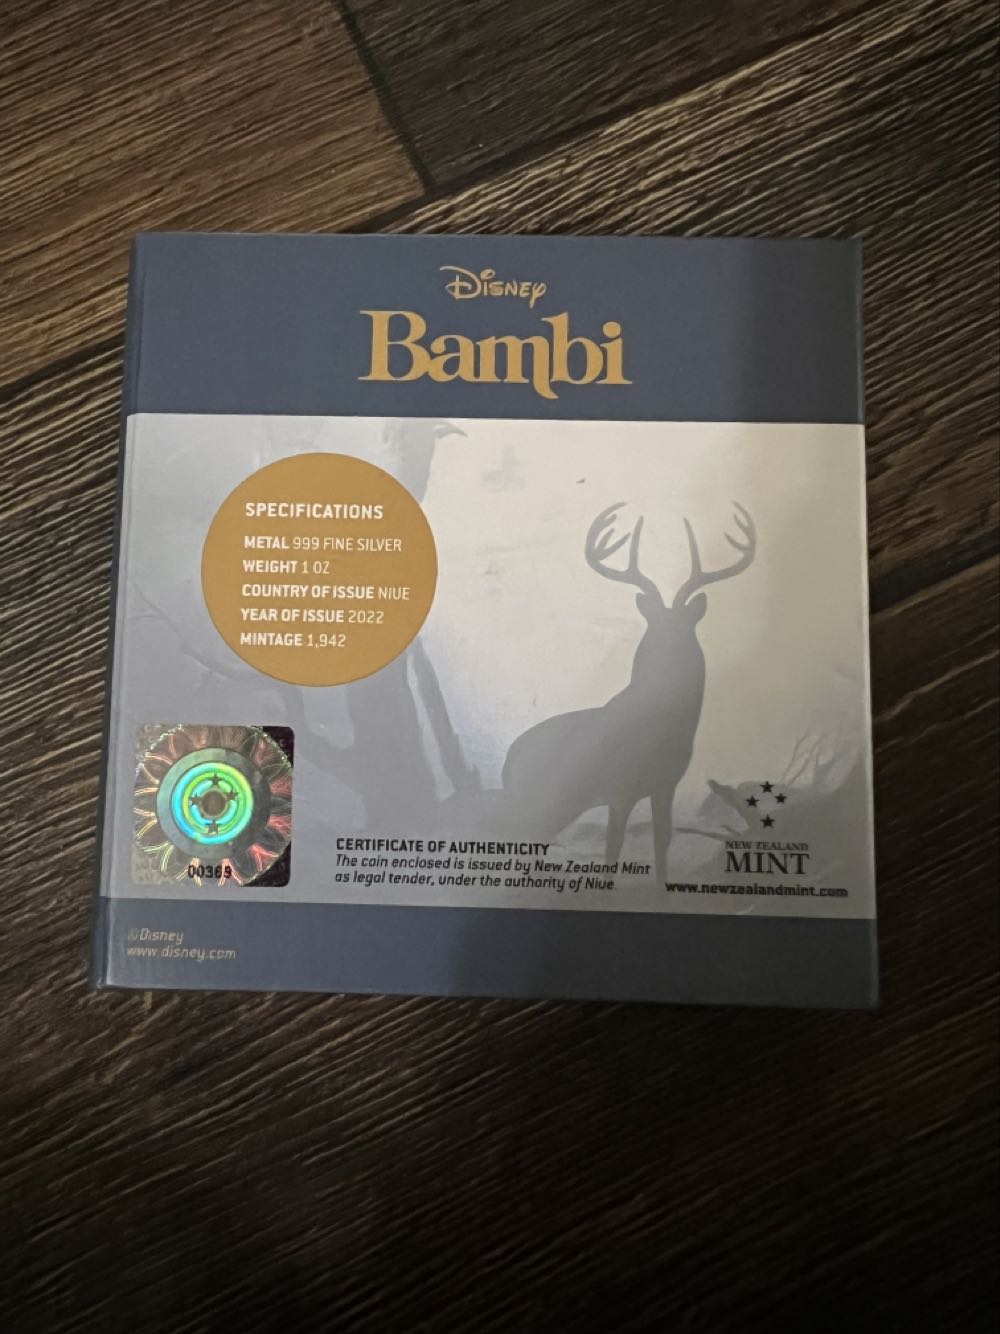 Disney
Bambi
SPECIFICATIONS
METAL 999 FINE SILVER
WEIGHT 1 OZ
COUNTRY OF ISSUE NIUE
YEAR OF ISSUE 2022
MINTAGE 1,942
00369
CERTIFICATE OF AUTHENTICITY
The coin enclosed is issued by New Zealand Mint
as legal tender, under the authority of Niue.
NEW ZEALAND
MINT
www.newzealandmint.com
©Disney
www.disney.com